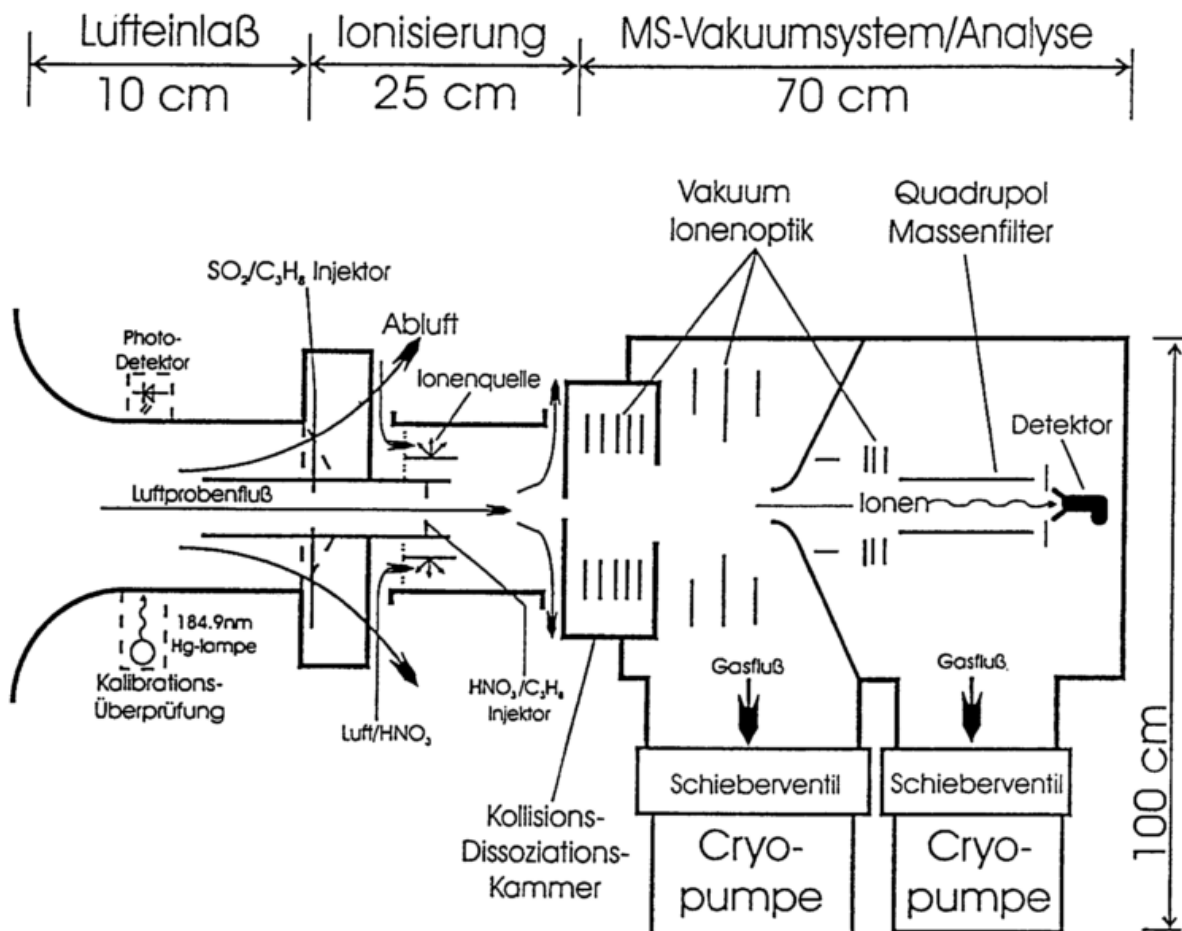 Lufteinlaß
Ionisierung
MS-Vakuumsystem/Analyse
10 cm
25 cm
70 cm
Vakuum
Ionenoptik
Quadrupol
Massenfilter
SO₂/C₃H₈ Injektor
Abluft
Photo-
Detektor
Ionenquelle
Detektor
Luftprobenfluß
Ionen
184.9nm
Hg-lampe
Kalibrations-
Überprüfung
HNO₃/C₃H₈
Injektor
Luft/HNO₃
Gasfluß
Gasfluß
Kollisions-
Dissoziations-
Kammer
Schieberventil
Schieberventil
Cryo-
pumpe
Cryo-
pumpe
100 cm